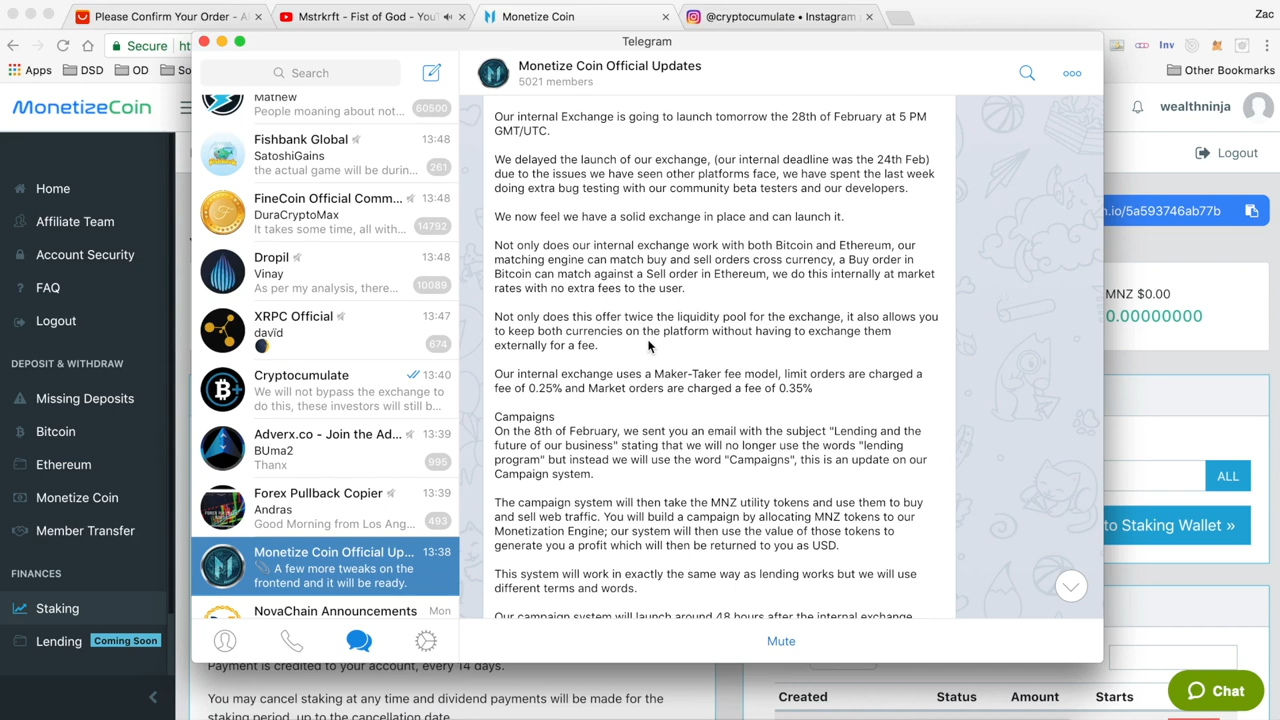 Please Confirm Your Order - A
Mstrkrft - Fist of God - YouT
Monetize Coin
@cryptocumulate • Instagram
Zac
Secure
Inv
Apps
DSD
OD
So
Other Bookmarks
MonetizeCoin
Home
Affiliate Team
Account Security
FAQ
Logout
DEPOSIT & WITHDRAW
Missing Deposits
Bitcoin
Ethereum
Monetize Coin
Member Transfer
FINANCES
Staking
Lending Coming Soon
Telegram
Search
Mathew
People moaning about not... 60500
Fishbank Global 13:48
SatoshiGains
the actual game will be durin... 261
FineCoin Official Comm... 13:48
DuraCryptoMax
It takes some time, all with... 14792
Dropil 13:48
Vinay
As per my analysis, there... 10089
XRPC Official 13:47
david
674
Cryptocumulate 13:40
We will not bypass the exchange to
do this, these investors will still b...
Adverx.co - Join the Ad... 13:39
BUma2
Thanx 995
Forex Pullback Copier 13:39
Andras
Good Morning from Los Ang... 493
Monetize Coin Official Up... 13:38
A few more tweaks on the
frontend and it will be ready.
NovaChain Announcements Mon
Monetize Coin Official Updates
5021 members
Our internal Exchange is going to launch tomorrow the 28th of February at 5 PM
GMT/UTC.
We delayed the launch of our exchange, (our internal deadline was the 24th Feb)
due to the issues we have seen other platforms face, we have spent the last week
doing extra bug testing with our community beta testers and our developers.
We now feel we have a solid exchange in place and can launch it.
Not only does our internal exchange work with both Bitcoin and Ethereum, our
matching engine can match buy and sell orders cross currency, a Buy order in
Bitcoin can match against a Sell order in Ethereum, we do this internally at market
rates with no extra fees to the user.
Not only does this offer twice the liquidity pool for the exchange, it also allows you
to keep both currencies on the platform without having to exchange them
externally for a fee.
Our internal exchange uses a Maker-Taker fee model, limit orders are charged a
fee of 0.25% and Market orders are charged a fee of 0.35%
Campaigns
On the 8th of February, we sent you an email with the subject "Lending and the
future of our business" stating that we will no longer use the words "lending
program" but instead we will use the word "Campaigns", this is an update on our
Campaign system.
The campaign system will then take the MNZ utility tokens and use them to buy
and sell web traffic. You will build a campaign by allocating MNZ tokens to our
Monetization Engine; our system will then use the value of those tokens to
generate you a profit which will then be returned to you as USD.
This system will work in exactly the same way as lending works but we will use
different terms and words.
Our campaign system will launch around 48 hours after the internal exchange
Mute
wealthninja
Logout
n.io/5a593746ab77b
MNZ $0.00
0.00000000
ALL
to Staking Wallet »
Payment is credited to your account, every 14 days.
You may cancel staking at any time and dividend payments will be made for the
staking period, up to the cancellation date.
Created Status Amount Starts
Chat